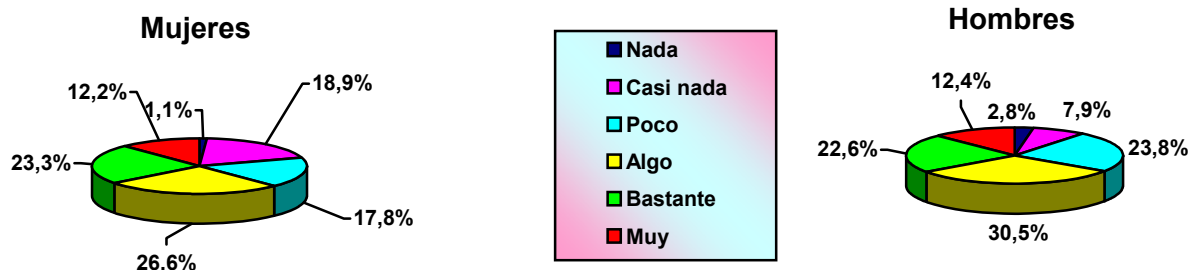 Mujeres
12,2%
1,1%
18,9%
23,3%
17,8%
26,6%
Nada
Casi nada
Poco
Algo
Bastante
Muy
Hombres
12,4%
2,8%
7,9%
22,6%
23,8%
30,5%